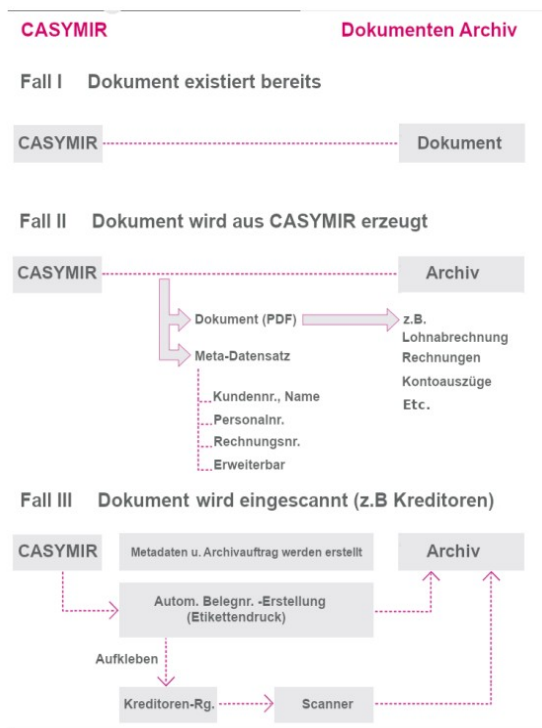 CASYMIR Dokumenten Archiv
Fall I Dokument existiert bereits
CASYMIR Dokument
Fall II Dokument wird aus CASYMIR erzeugt
CASYMIR Archiv
Dokument (PDF) z.B.
Lohnabrechnung
Meta-Datensatz Rechnungen
Kontoauszüge
Kundennr., Name
Etc.
Personalnr.
Rechnungsnr.
Erweiterbar
Fall III Dokument wird eingescannt (z.B Kreditoren)
CASYMIR Metadaten u. Archivauftrag werden erstellt Archiv
Autom. Belegnr. -Erstellung
(Etikettendruck)
Aufkleben
Kreditoren-Rg. Scanner